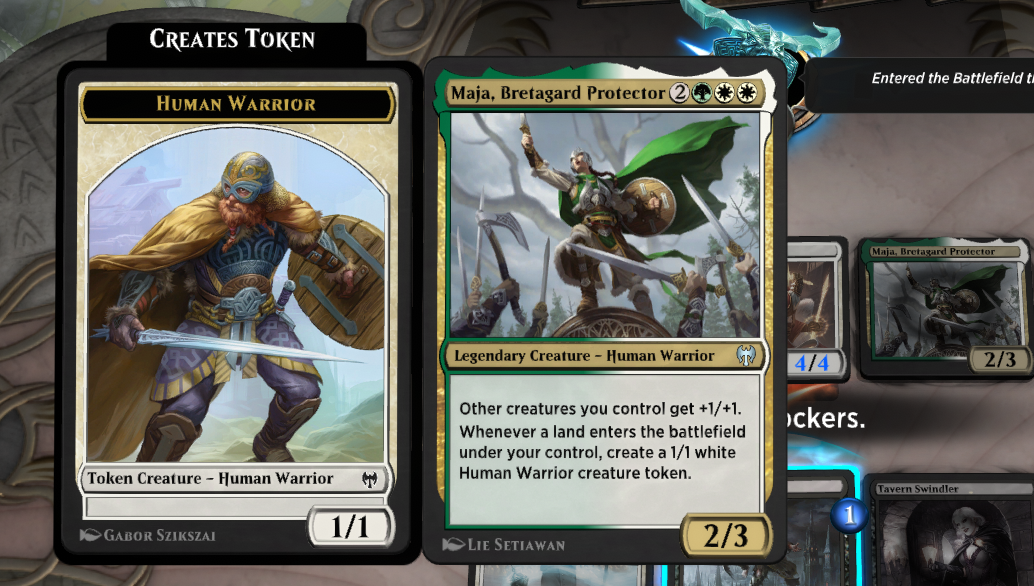 CREATES TOKEN
HUMAN WARRIOR
Token Creature – Human Warrior
GABOR SZIKSZAI
1/1
Maja, Bretagard Protector 2
Legendary Creature – Human Warrior
Other creatures you control get +1/+1.
Whenever a land enters the battlefield
under your control, create a 1/1 white
Human Warrior creature token.
LIE SETIAWAN
2/3
Entered the Battlefield
4/4
Maja, Bretagard Protector
2/3
ockers.
1
Tavern Swindler